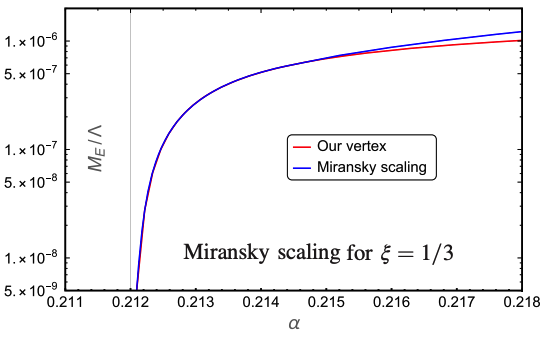 1.×10⁻⁶
5.×10⁻⁷
1.×10⁻⁷
5.×10⁻⁸
1.×10⁻⁸
5.×10⁻⁹
M_E/Λ
Our vertex
Miransky scaling
Miransky scaling for ξ = 1/3
0.211 0.212 0.213 0.214 0.215 0.216 0.217 0.218
α